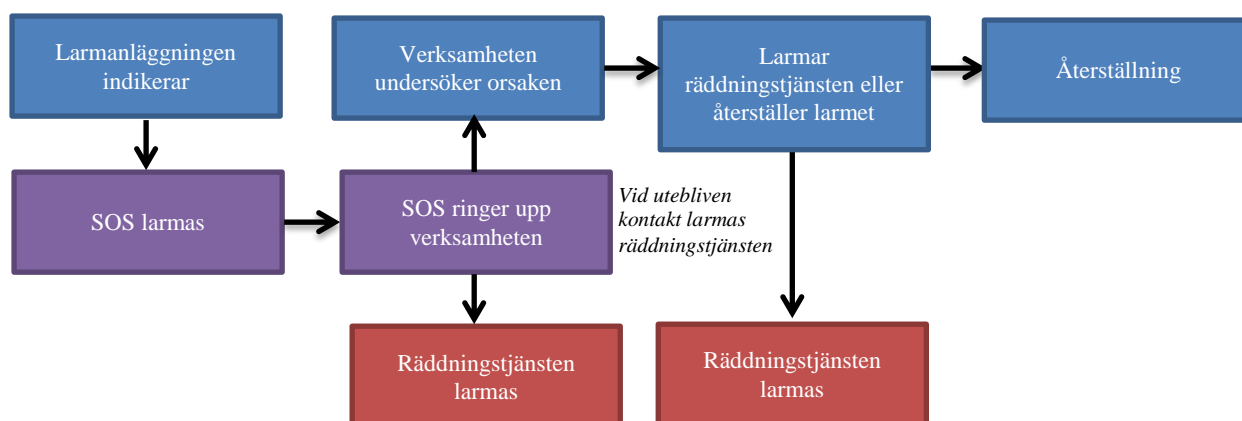 Larmanläggningen
indikerar
Verksamheten
undersöker orsaken
Larmar
räddningstjänsten eller
återställer larmet
Återställning
SOS larmas
SOS ringer upp
verksamheten
Vid utebliven
kontakt larmas
räddningstjänsten
Räddningstjänsten
larmas
Räddningstjänsten
larmas